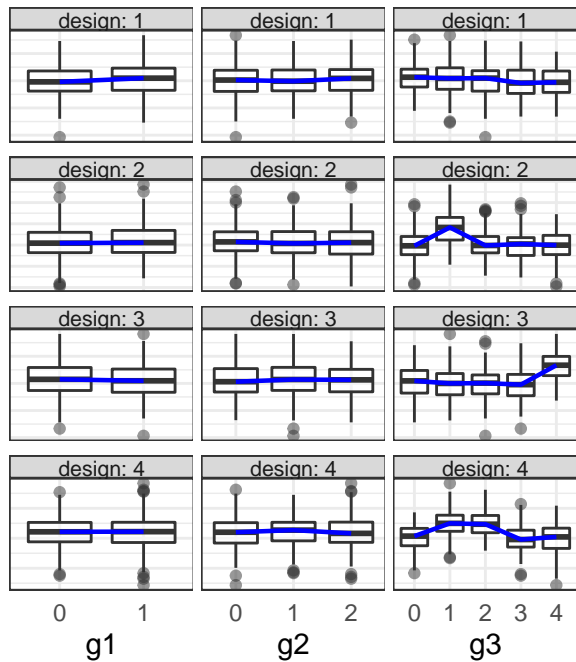 design: 1 design: 1 design: 1
design: 2 design: 2 design: 2
design: 3 design: 3 design: 3
design: 4 design: 4 design: 4
0 1 0 1 2 0 1 2 3 4
g1 g2 g3